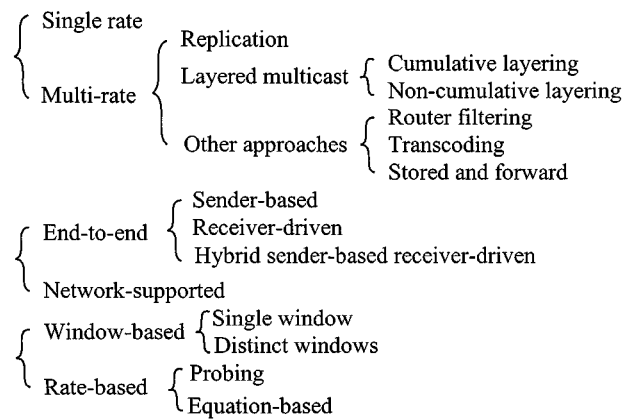 Single rate
Multi-rate
Replication
Layered multicast
Cumulative layering
Non-cumulative layering
Other approaches
Router filtering
Transcoding
Stored and forward
End-to-end
Sender-based
Receiver-driven
Hybrid sender-based receiver-driven
Network-supported
Window-based
Single window
Distinct windows
Rate-based
Probing
Equation-based